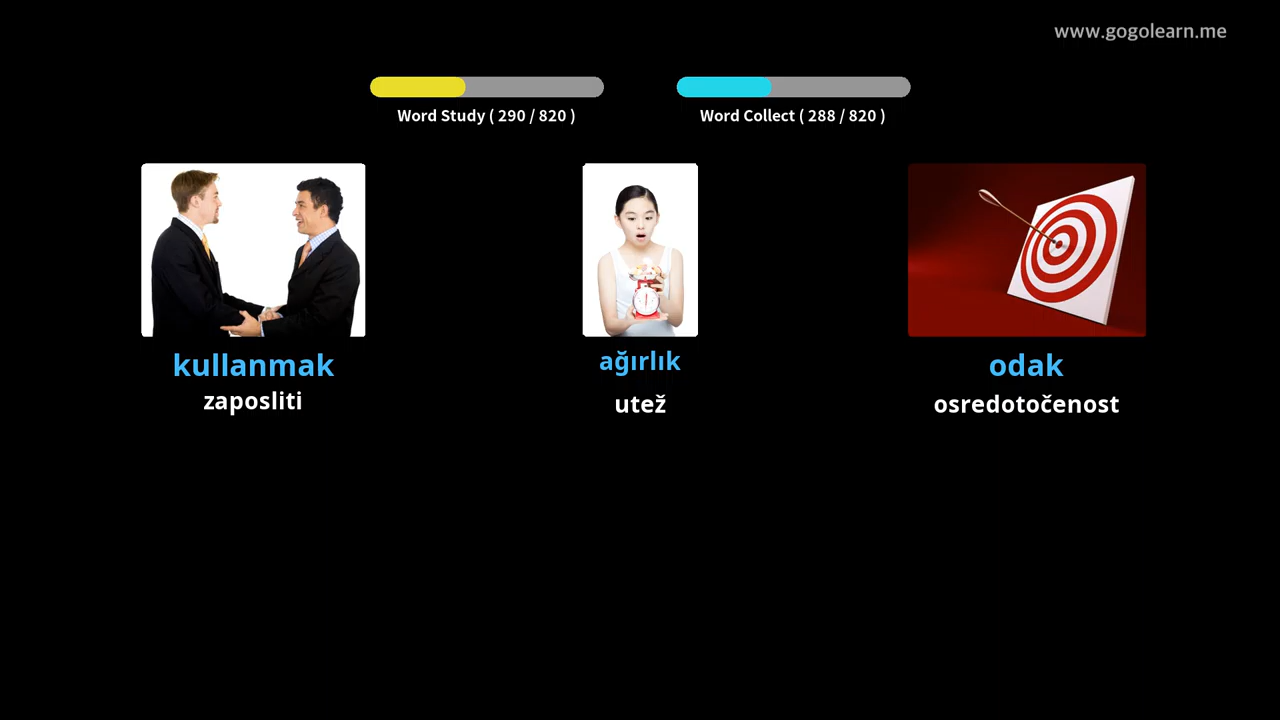 www.gogolearn.me
Word Study ( 290 / 820 )
Word Collect ( 288 / 820 )
kullanmak
zaposliti
ağırlık
utež
odak
osredotočenost